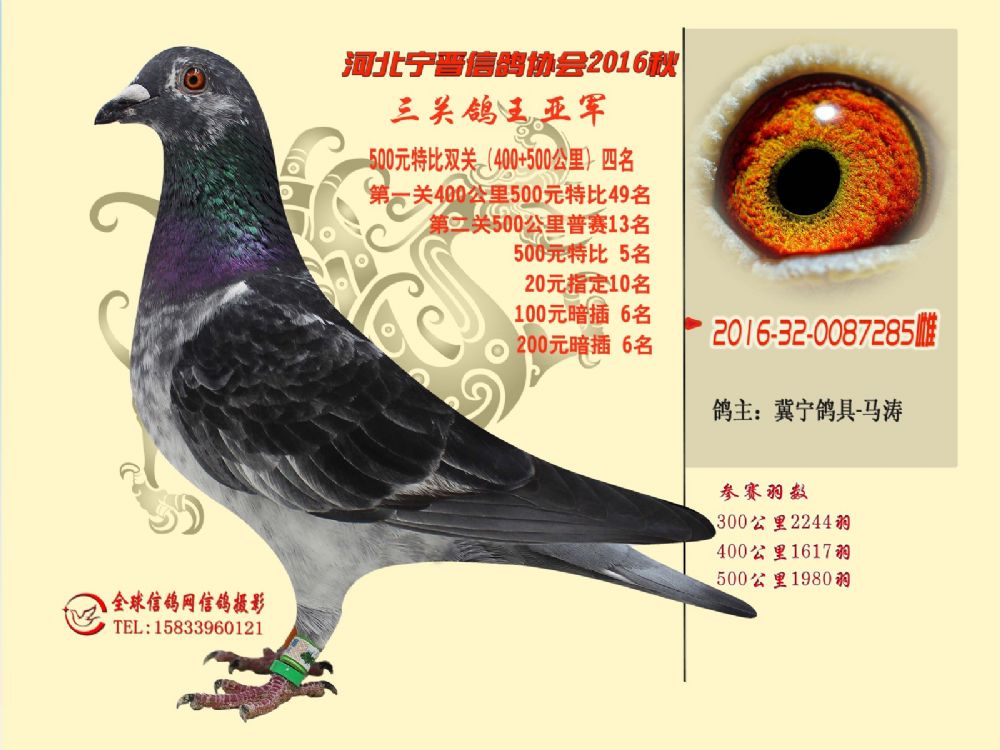 河北宁晋信鸽协会2016秋
三关鸽王 亚军
500元特比双关（400+500公里）四名
第一关400公里500元特比49名
第二关500公里普赛13名
500元特比 5名
20元指定10名
100元暗插 6名
200元暗插 6名
2016-32-0087285雌
鸽主：冀宁鸽具-马涛
参赛羽数
300公里2244羽
400公里1617羽
500公里1980羽
全球信鸽网信鸽摄影
TEL:15833960121